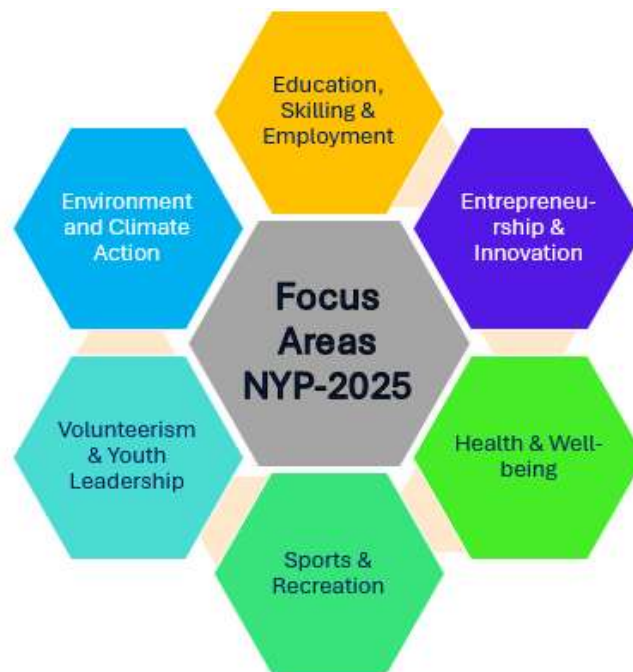 Education,
Skilling &
Employment
Entrepreneu-
rship &
Innovation
Health & Well-
being
Sports &
Recreation
Volunteerism
& Youth
Leadership
Environment
and Climate
Action
Focus
Areas
NYP-2025